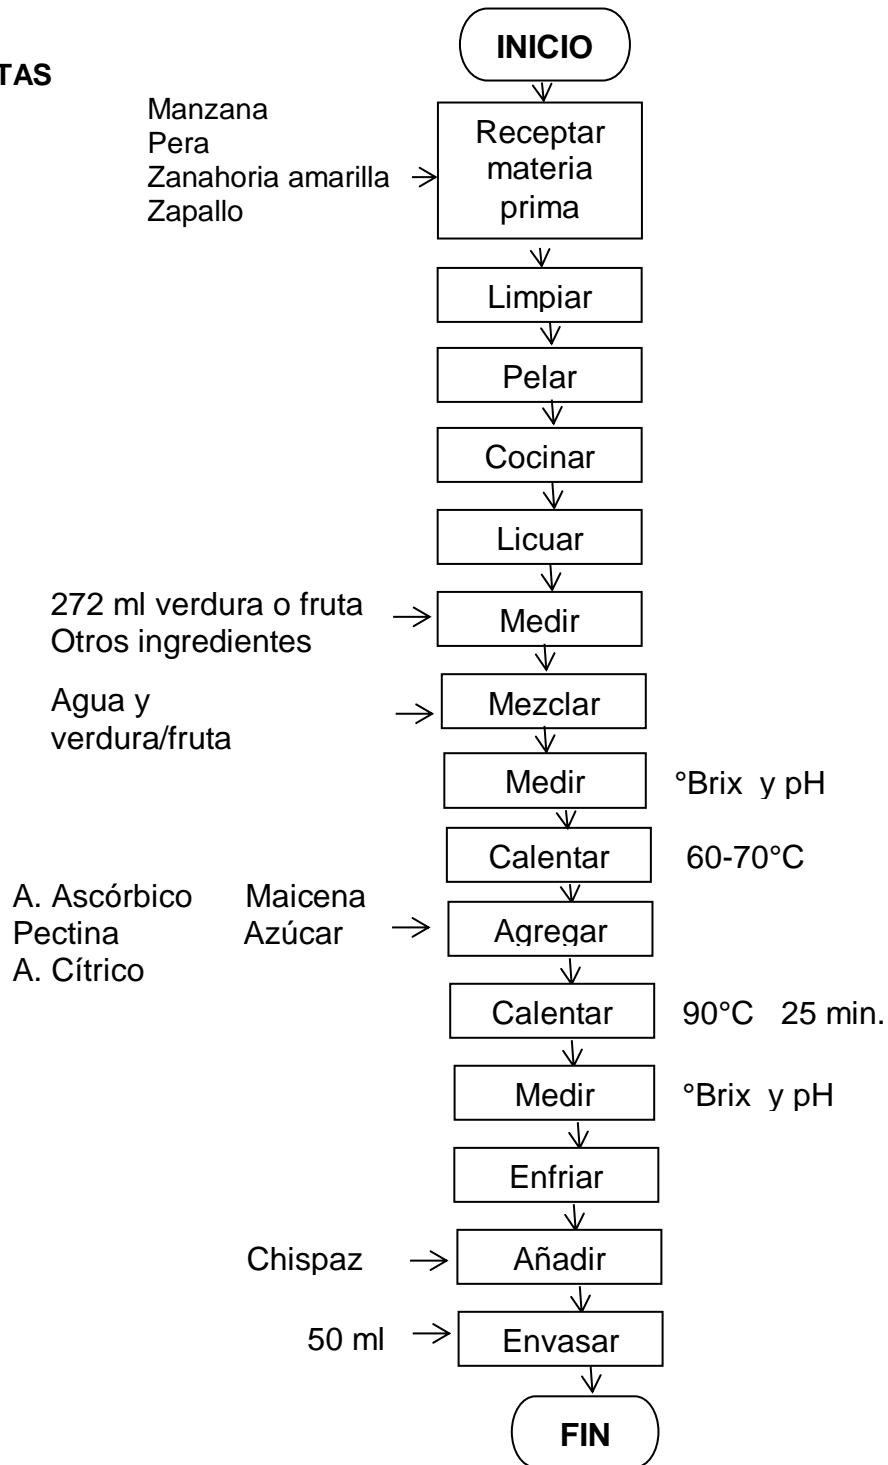 INICIO
TAS
Manzana
Pera
Zanahoria amarilla
Zapallo
Receptar
materia
prima
Limpiar
Pelar
Cocinar
Licuar
272 ml verdura o fruta
Otros ingredientes
Medir
Agua y
verdura/fruta
Mezclar
Medir
°Brix y pH
Calentar
60-70°C
A. Ascórbico Maicena
Pectina Azúcar
A. Cítrico
Agregar
Calentar
90°C 25 min.
Medir
°Brix y pH
Enfriar
Chispaz
Añadir
50 ml
Envasar
FIN